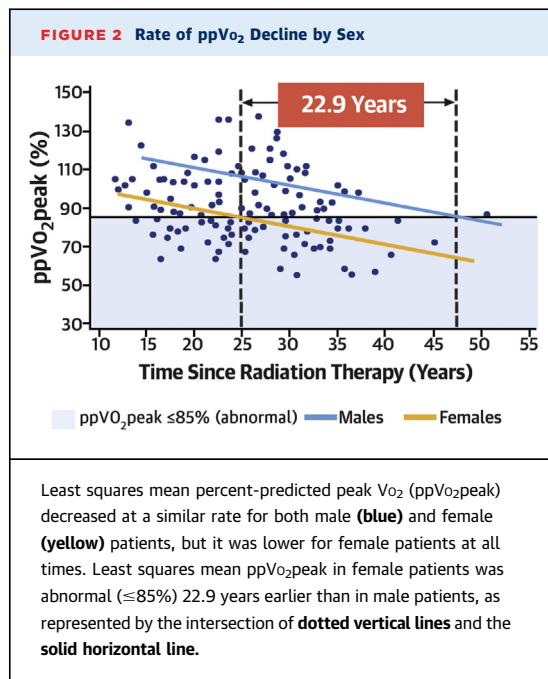 FIGURE 2 Rate of ppVO₂ Decline by Sex
150
130
110
90
70
50
30
22.9 Years
ppVO₂peak (%)
10 15 20 25 30 35 40 45 50 55
Time Since Radiation Therapy (Years)
ppVO₂peak ≤85% (abnormal) Males Females
Least squares mean percent-predicted peak VO₂ (ppVO₂peak)
decreased at a similar rate for both male (blue) and female
(yellow) patients, but it was lower for female patients at all
times. Least squares mean ppVO₂peak in female patients was
abnormal (≤85%) 22.9 years earlier than in male patients, as
represented by the intersection of dotted vertical lines and the
solid horizontal line.